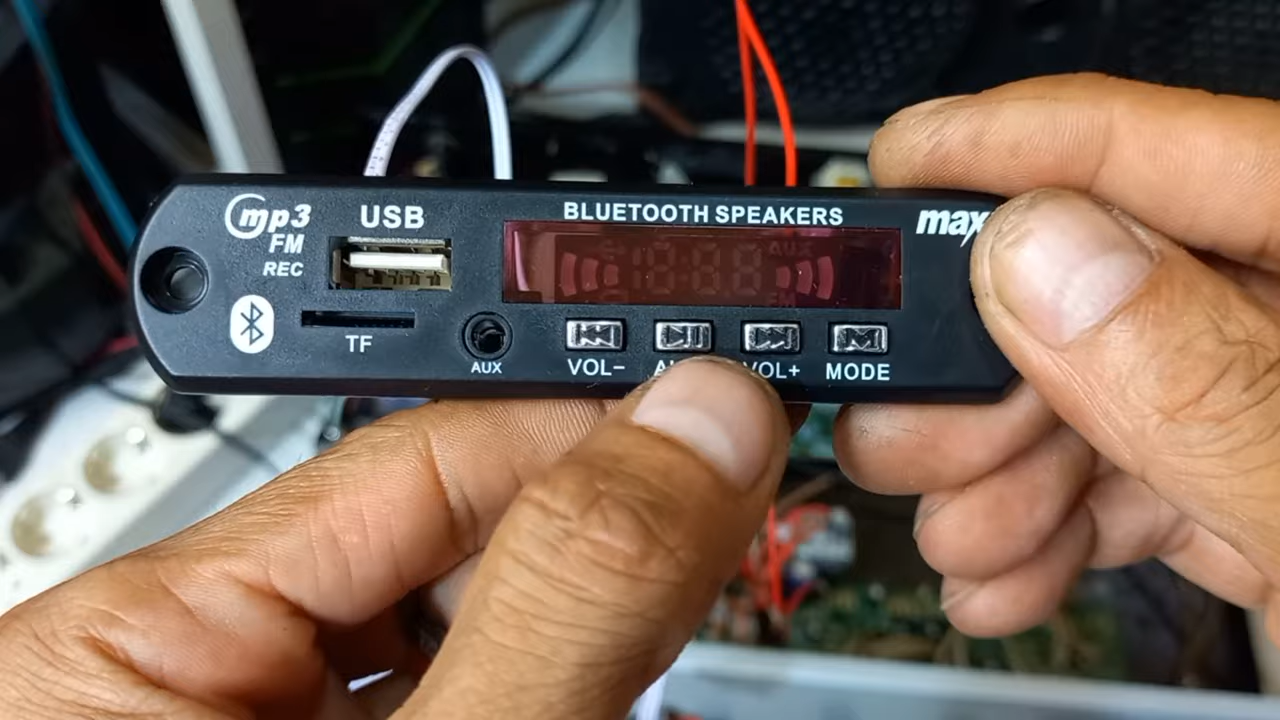 mp3
FM
REC
USB
TF
AUX
BLUETOOTH SPEAKERS
max
VOL-
VOL+
MODE